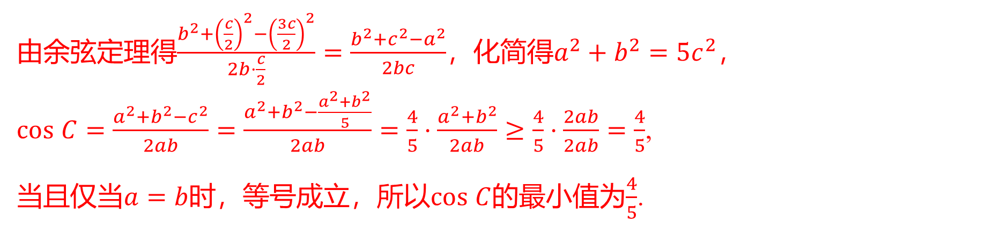 由余弦定理得$\frac{b^2+\left(\frac{c}{2}\right)^2-\left(\frac{3c}{2}\right)^2}{2b\cdot\frac{c}{2}}=\frac{b^2+c^2-a^2}{2bc}$，化简得$a^2+b^2=5c^2$，
$\cos C=\frac{a^2+b^2-c^2}{2ab}=\frac{a^2+b^2-\frac{a^2+b^2}{5}}{2ab}=\frac{4}{5}\cdot\frac{a^2+b^2}{2ab}\geq\frac{4}{5}\cdot\frac{2ab}{2ab}=\frac{4}{5}$,
当且仅当$a=b$时，等号成立，所以$\cos C$的最小值为$\frac{4}{5}$.